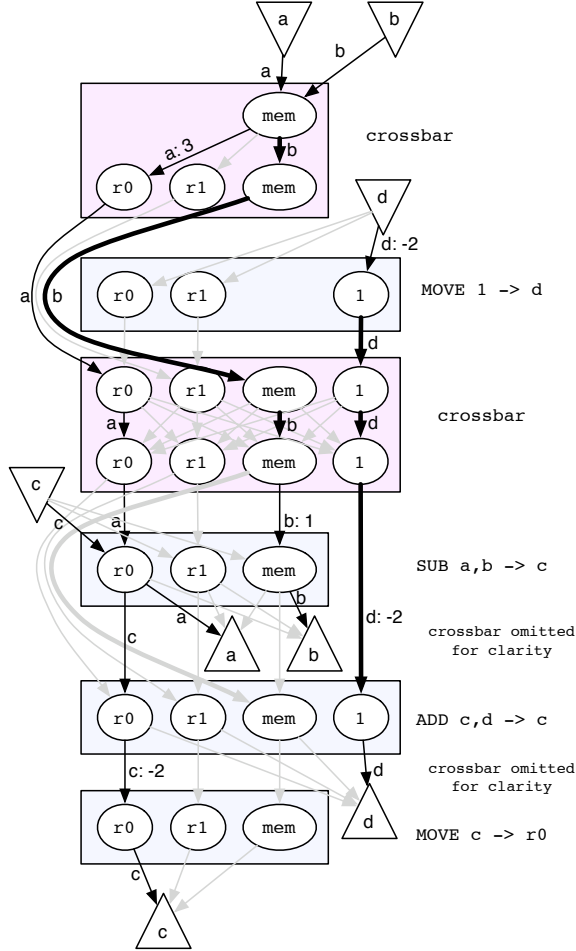 a
b
a
b
mem
crossbar
a: 3
b
r0
r1
mem
d
d: -2
a
b
r0
r1
1
MOVE 1 -> d
d
r0
r1
mem
1
crossbar
a
b
d
r0
r1
mem
1
c
c
a
b: 1
r0
r1
mem
SUB a,b -> c
b
a
c
d: -2
crossbar omitted
for clarity
a
b
r0
r1
mem
1
ADD c,d -> c
c: -2
d
crossbar omitted
for clarity
d
r0
r1
mem
MOVE c -> r0
c
c